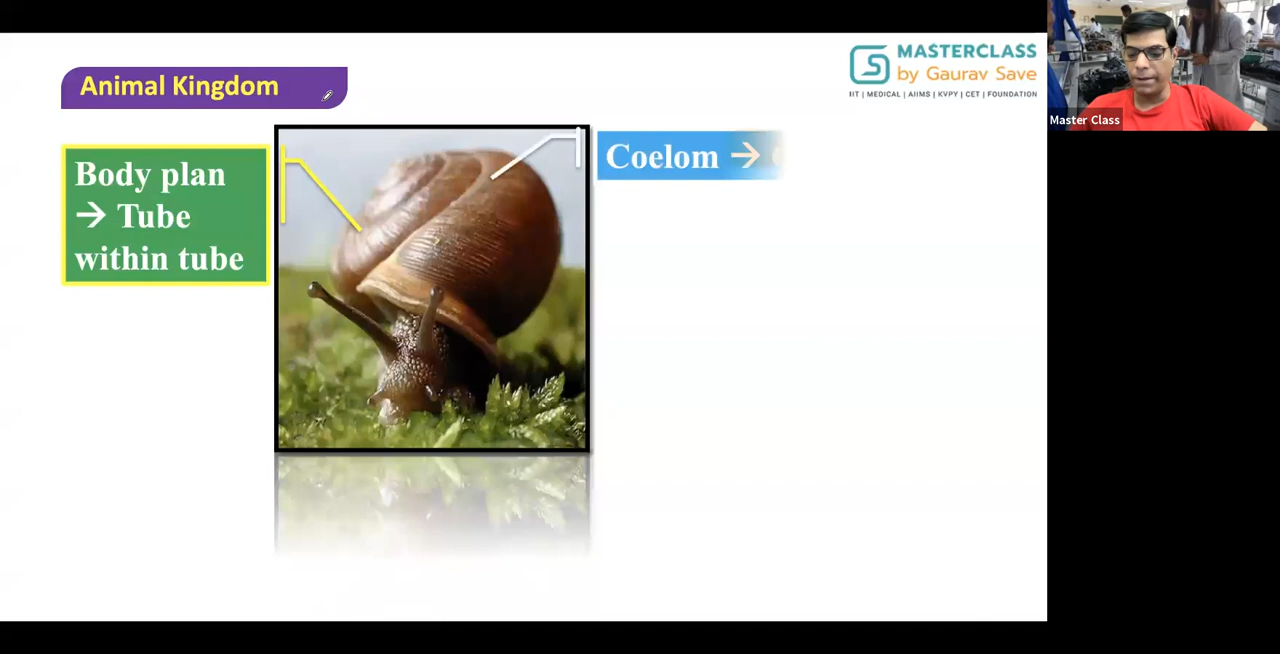 Animal Kingdom
MASTERCLASS
by Gaurav Save
IIT | MEDICAL | AIIMS | KVPY | CET | FOUNDATION
Master Class
Body plan
→ Tube
within tube
Coelom →